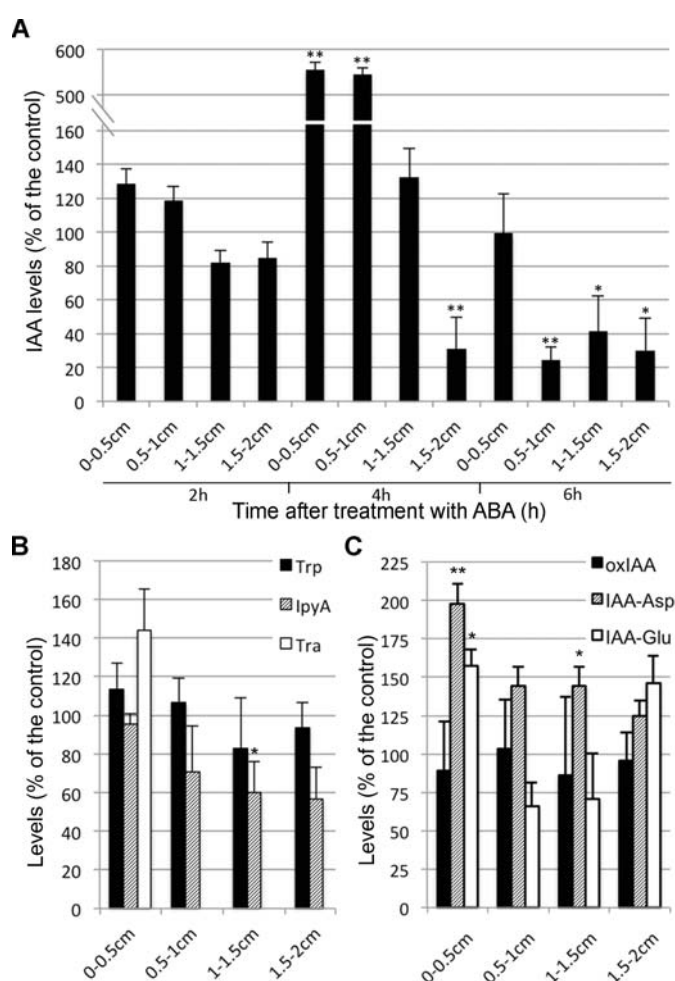 A
IAA levels (% of the control)
600
500
160
140
120
100
80
60
40
20
0
** **
**
**
*
*
0-0.5cm 0.5-1cm 1-1.5cm 1.5-2cm 0-0.5cm 0.5-1cm 1-1.5cm 1.5-2cm 0-0.5cm 0.5-1cm 1-1.5cm 1.5-2cm
2h 4h 6h
Time after treatment with ABA (h)
B
Levels (% of the control)
180
160
140
120
100
80
60
40
20
0
Trp
IpyA
Tra
*
0-0.5cm 0.5-1cm 1-1.5cm 1.5-2cm
C
Levels (% of the control)
225
200
175
150
125
100
75
50
25
0
oxIAA
IAA-Asp
IAA-Glu
**
*
*
0-0.5cm 0.5-1cm 1-1.5cm 1.5-2cm